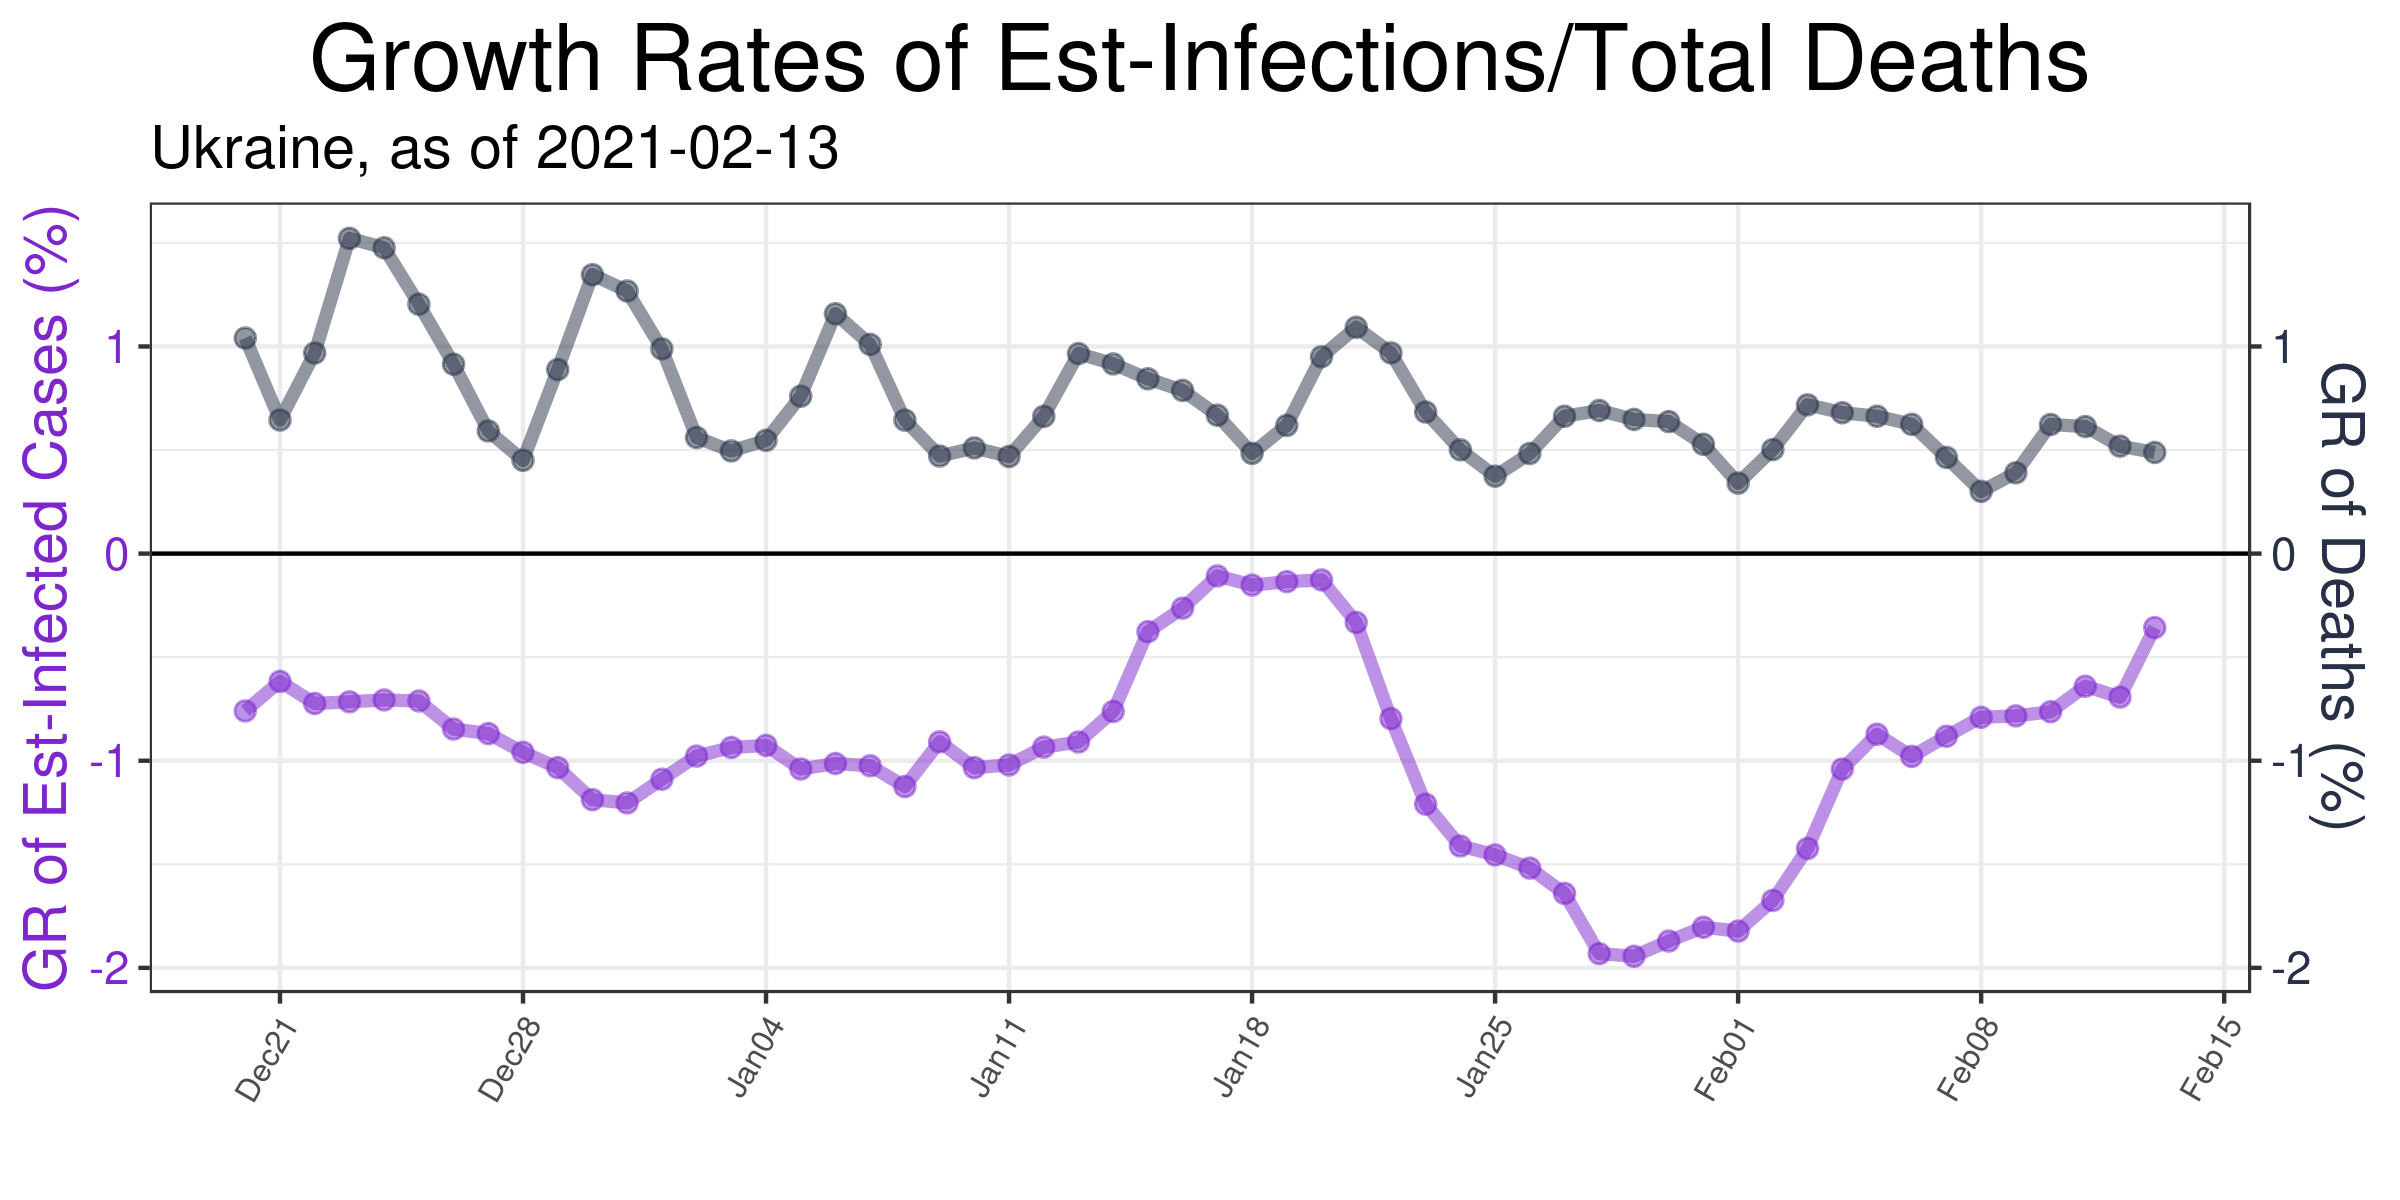 Growth Rates of Est-Infections/Total Deaths
Ukraine, as of 2021-02-13
GR of Est-Infected Cases (%)
1
0
-1
-2
1
0
-1
-2
GR of Deaths (%)
Dec21
Dec28
Jan04
Jan11
Jan18
Jan25
Feb01
Feb08
Feb15